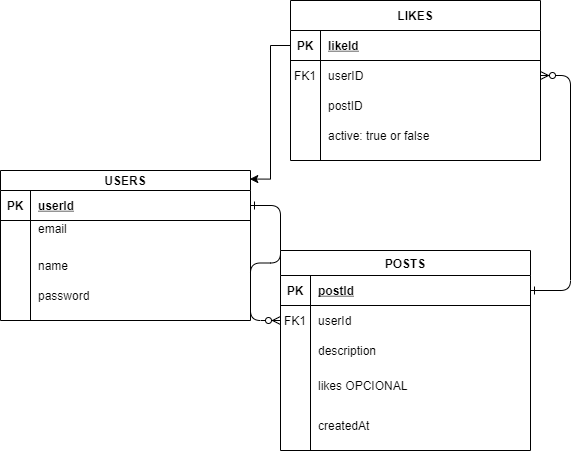 LIKES
PK likeId
FK1 userID
postID
active: true or false
USERS
PK userId
email
name
password
POSTS
PK postId
FK1 userId
description
likes OPCIONAL
createdAt